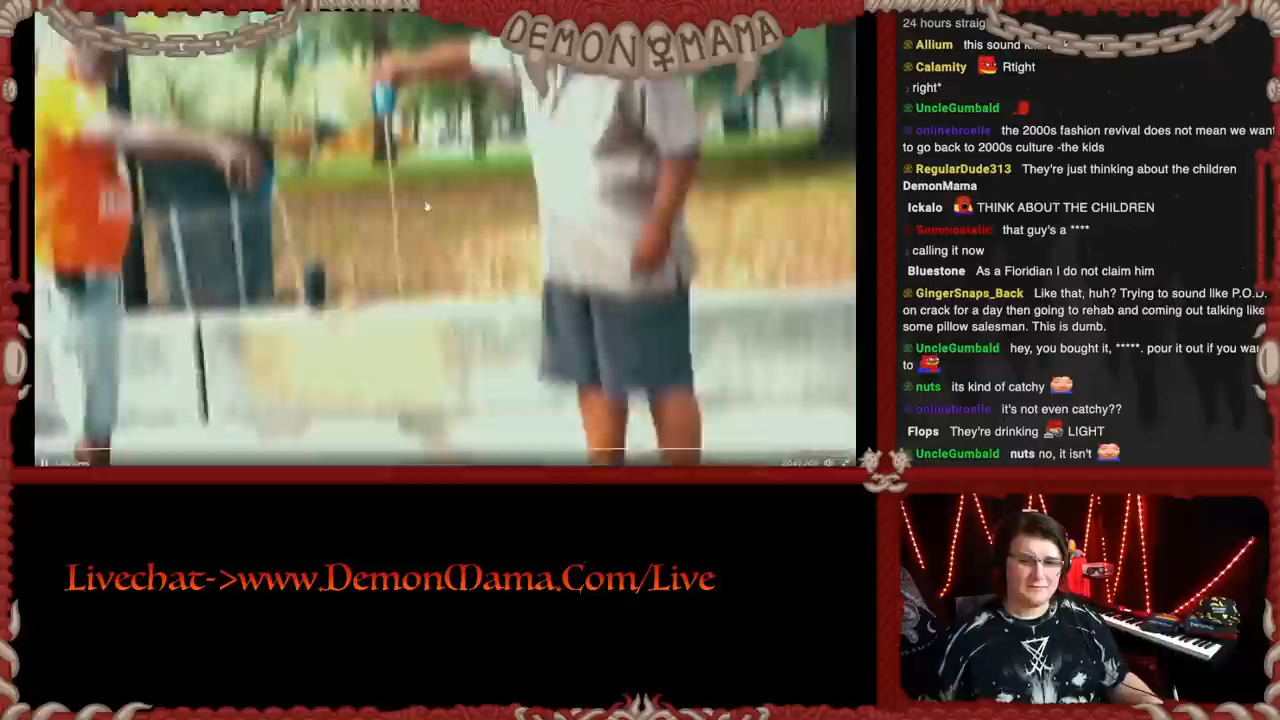 DEMON MAMA
24 hours straig
Allium this sound
Calamity Rtight
right*
UncleGumbald
onlinebroelle the 2000s fashion revival does not mean we want
to go back to 2000s culture -the kids
RegularDude313 They're just thinking about the children
DemonMama
Ickalo THINK ABOUT THE CHILDREN
that guy's a ****
calling it now
Bluestone As a Floridian I do not claim him
GingerSnaps_Back Like that, huh? Trying to sound like P.O.D.
on crack for a day then going to rehab and coming out talking like
some pillow salesman. This is dumb.
UncleGumbald hey, you bought it, *****. pour it out if you wa
to
nuts its kind of catchy
onlinebroelle it's not even catchy??
Flops They're drinking LIGHT
UncleGumbald nuts no, it isn't
Livechat->www.DemonMama.Com/Live